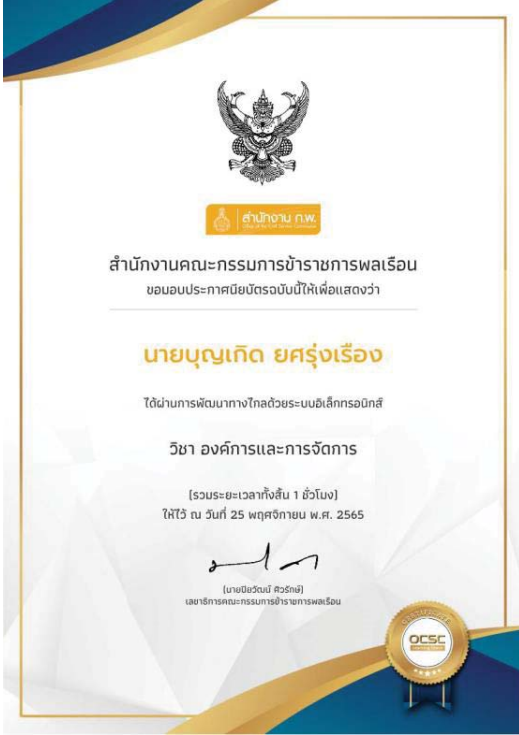 สำนักงาน ก.พ.
สำนักงานคณะกรรมการข้าราชการพลเรือน
ขอมอบประกาศนียบัตรฉบับนี้ให้เพื่อแสดงว่า
นายบุญเกิด ยศรุ่งเรือง
ได้ผ่านการพัฒนาทางไกลด้วยระบบอิเล็กทรอนิกส์
วิชา องค์การและการจัดการ
(รวมระยะเวลาทั้งสิ้น 1 ชั่วโมง)
ให้ไว้ ณ วันที่ 25 พฤศจิกายน พ.ศ. 2565
(นายปิยวัฒน์ ศิวรักษ์)
เลขาธิการคณะกรรมการข้าราชการพลเรือน
CERTIFICATE
OCSC